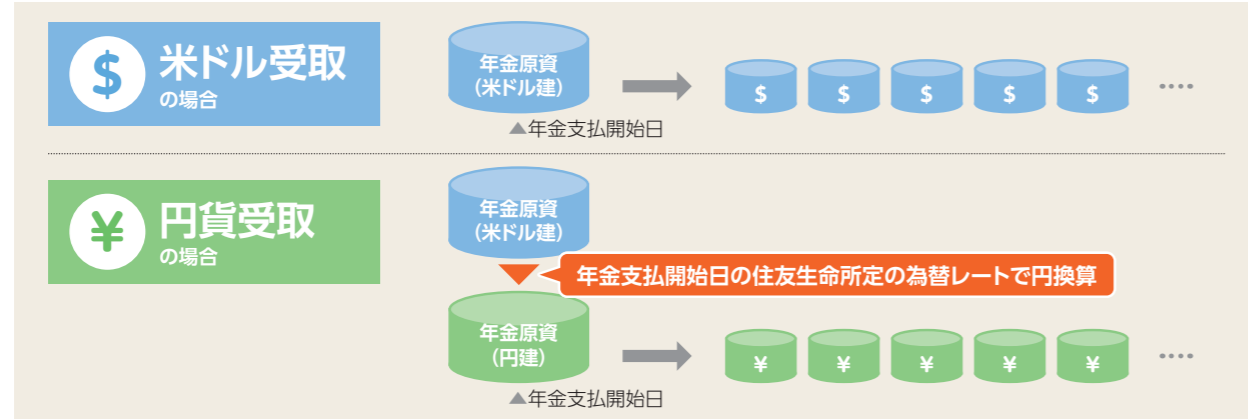 $
米ドル受取
の場合
年金原資
(米ドル建)
$ $ $ $ $ ‥‥
▲年金支払開始日
¥
円貨受取
の場合
年金原資
(米ドル建)
年金支払開始日の住友生命所定の為替レートで円換算
年金原資
(円建)
¥ ¥ ¥ ¥ ¥ ‥‥
▲年金支払開始日